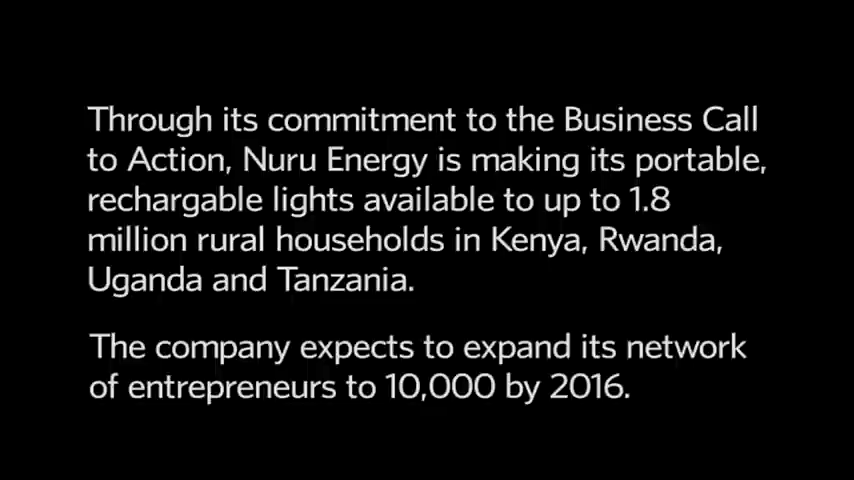 Through its commitment to the Business Call
to Action, Nuru Energy is making its portable,
rechargable lights available to up to 1.8
million rural households in Kenya, Rwanda,
Uganda and Tanzania.
The company expects to expand its network
of entrepreneurs to 10,000 by 2016.